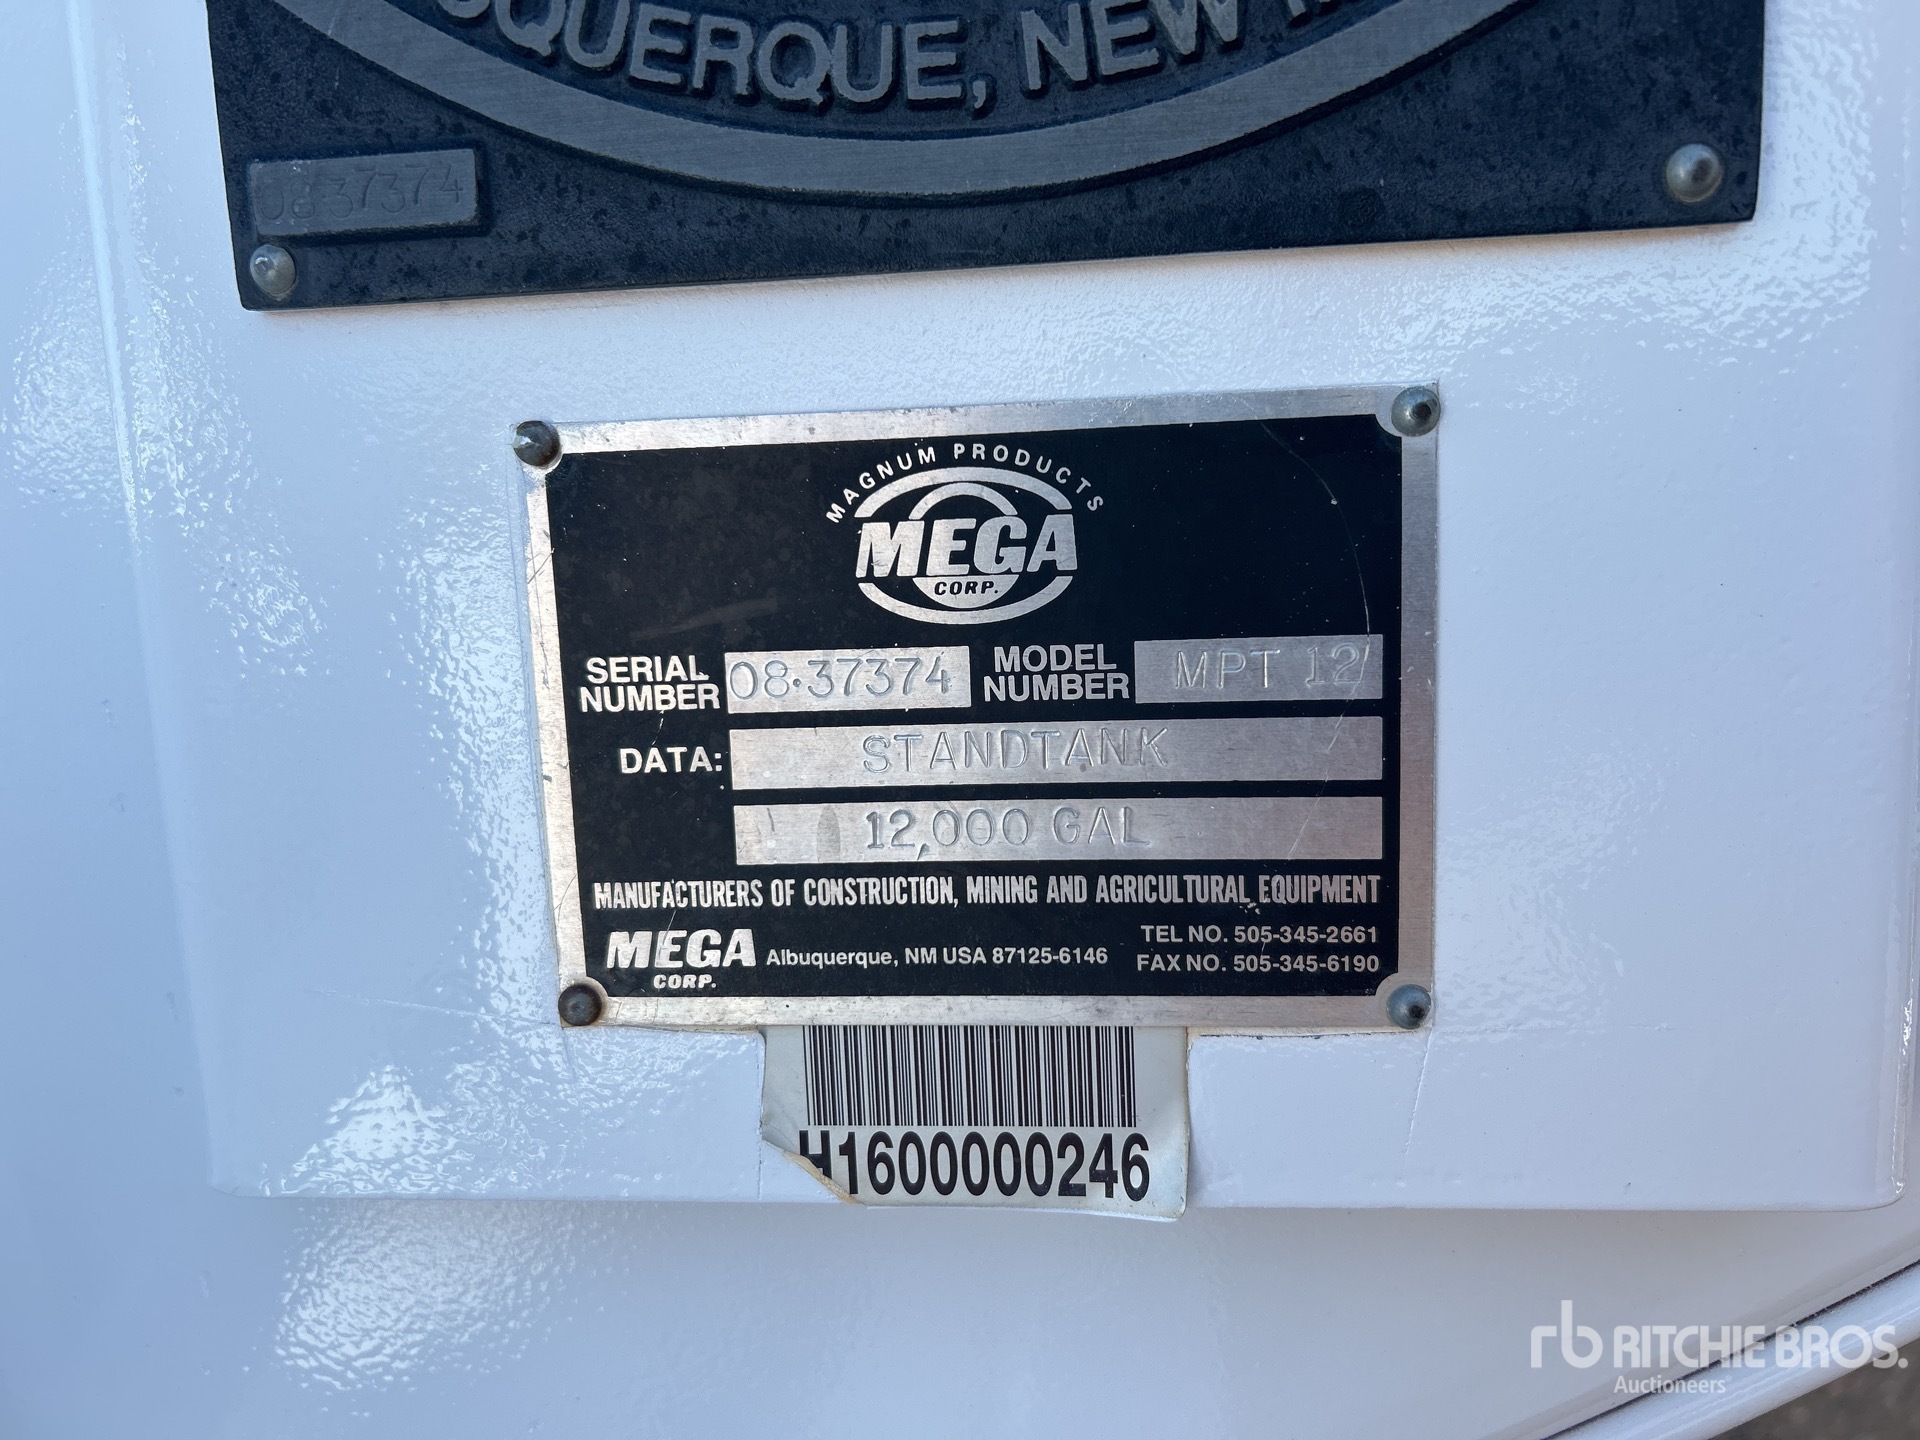 QUERQUE, NEW
08-37374
MAGNUM PRODUCTS
MEGA
CORP.
SERIAL NUMBER 08-37374 MODEL NUMBER MPT 12
DATA: STANDTANK
12,000 GAL
MANUFACTURERS OF CONSTRUCTION, MINING AND AGRICULTURAL EQUIPMENT
MEGA CORP. Albuquerque, NM USA 87125-6146
TEL NO. 505-345-2661
FAX NO. 505-345-6190
H1600000246
rb RITCHIE BROS.
Auctioneers